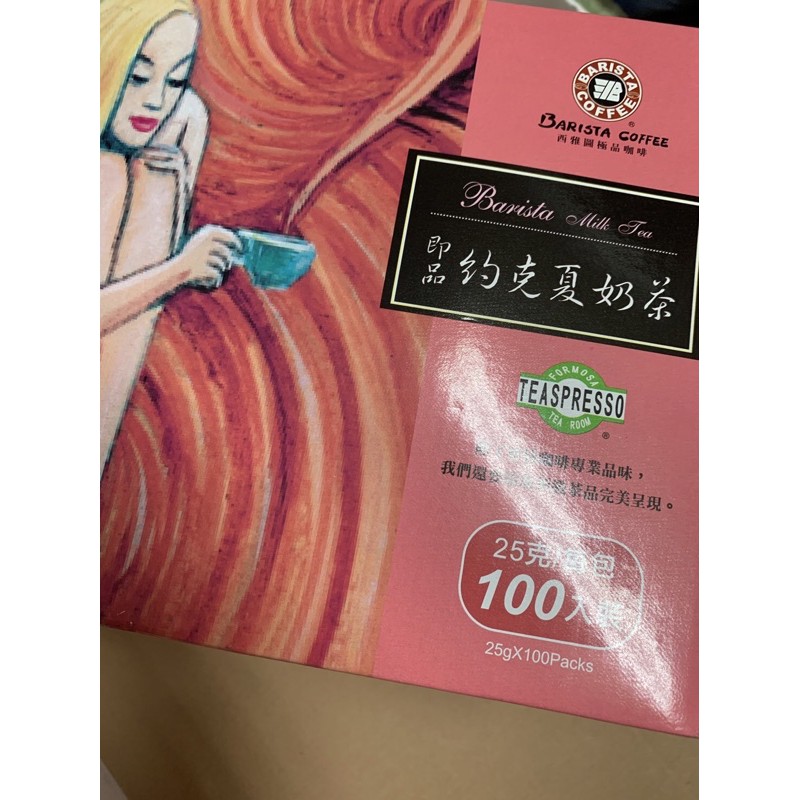 BARISTA COFFEE
BARISTA COFFEE
西雅圖極品咖啡
Barista Milk Tea
即品
約克夏奶茶
FORMOSA
TEASPRESSO
TEA ROOM
咖啡專業品味，
我們還 茶品完美呈現。
25克 包
100入
25gX100Packs